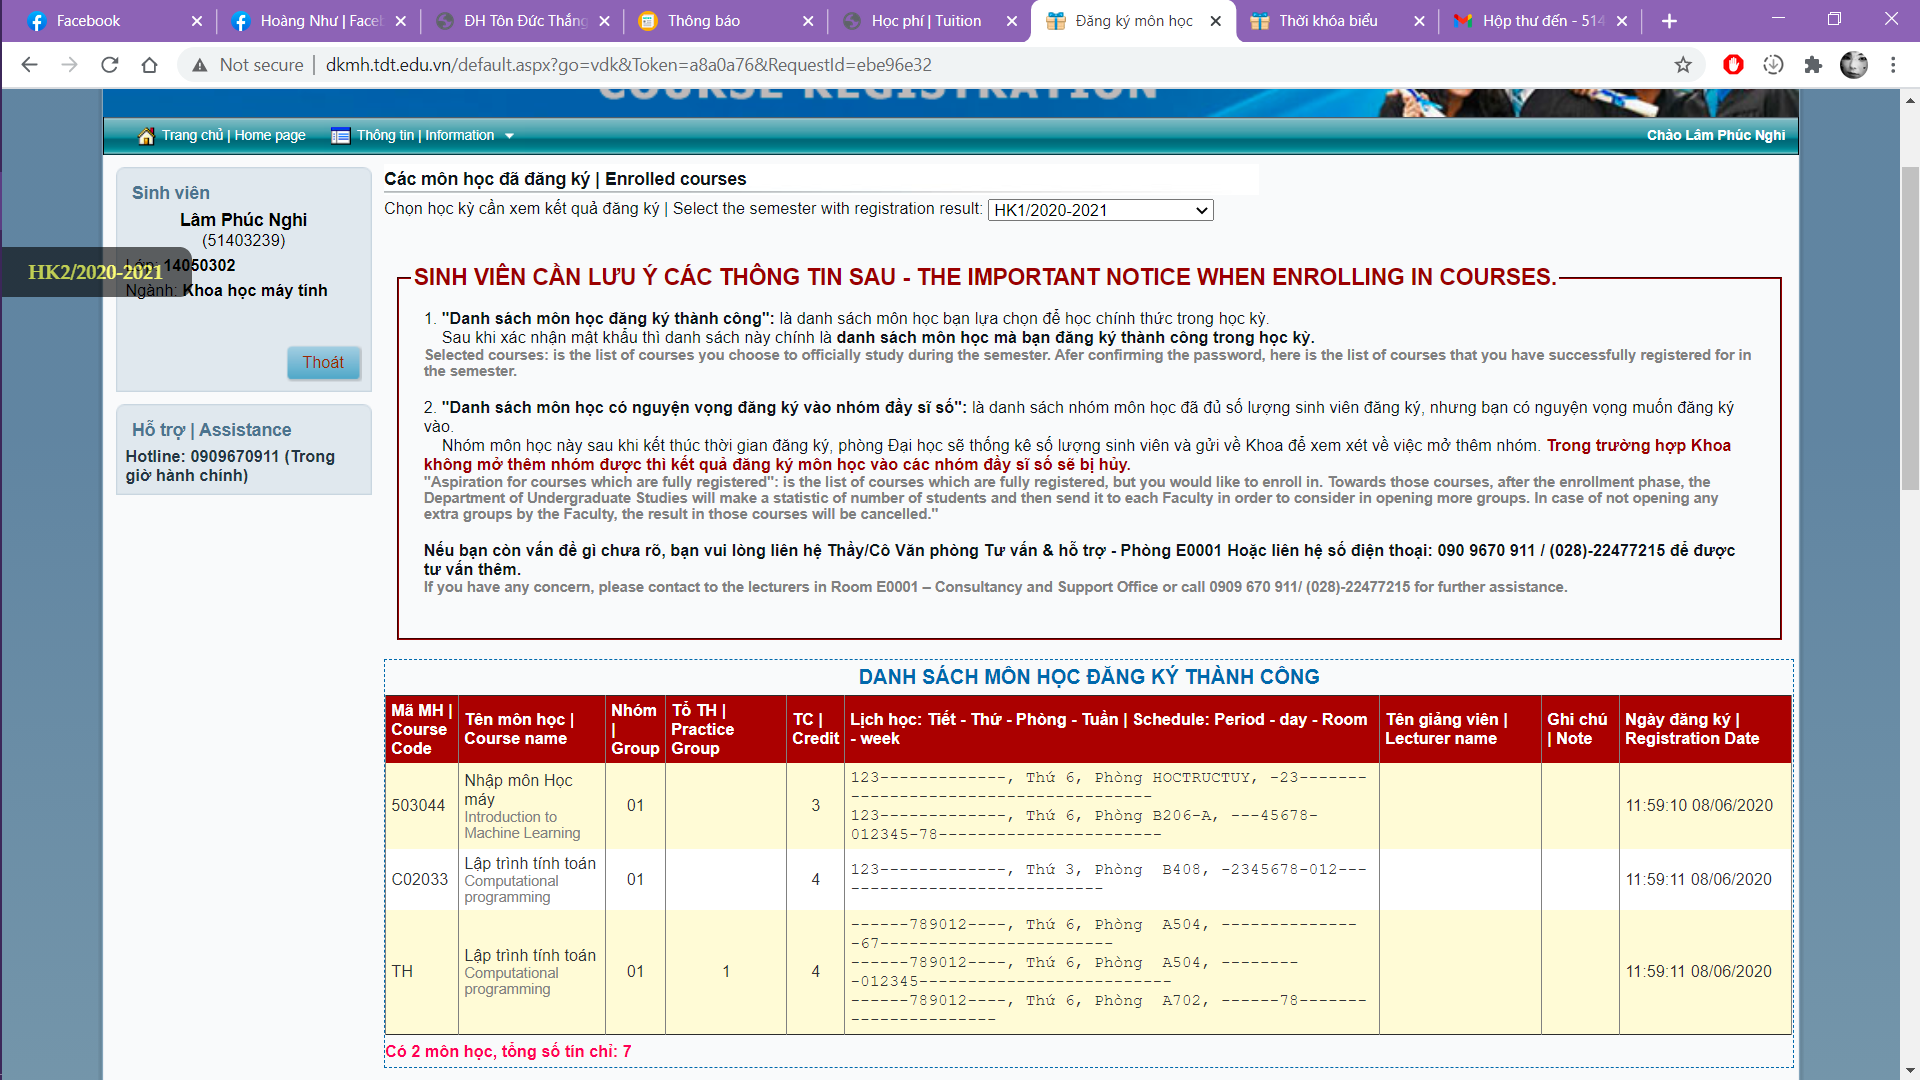 Facebook
Hoàng Như | Face
ĐH Tôn Đức Thắng
Thông báo
Học phí | Tuition
Đăng ký môn học
Thời khóa biểu
Hộp thư đến - 514
Not secure
dkmh.tdt.edu.vn/default.aspx?go=vdk&Token=a8a0a76&RequestId=ebe96e32
COURSE REGISTRATION
Trang chủ | Home page
Thông tin | Information
Chào Lâm Phúc Nghi
Sinh viên
Lâm Phúc Nghi
(51403239)
Lớp: 14050302
HK2/2020-2021
Ngành: Khoa học máy tính
Thoát
Hỗ trợ | Assistance
Hotline: 0909670911 (Trong
giờ hành chính)
Các môn học đã đăng ký | Enrolled courses
Chọn học kỳ cần xem kết quả đăng ký | Select the semester with registration result: HK1/2020-2021
SINH VIÊN CẦN LƯU Ý CÁC THÔNG TIN SAU - THE IMPORTANT NOTICE WHEN ENROLLING IN COURSES.
1. "Danh sách môn học đăng ký thành công": là danh sách môn học bạn lựa chọn để học chính thức trong học kỳ.
Sau khi xác nhận mật khẩu thì danh sách này chính là danh sách môn học mà bạn đăng ký thành công trong học kỳ.
Selected courses: is the list of courses you choose to officially study during the semester. Afer confirming the password, here is the list of courses that you have successfully registered for in
the semester.
2. "Danh sách môn học có nguyện vọng đăng ký vào nhóm đầy sĩ số": là danh sách nhóm môn học đã đủ số lượng sinh viên đăng ký, nhưng bạn có nguyện vọng muốn đăng ký
vào.
Nhóm môn học này sau khi kết thúc thời gian đăng ký, phòng Đại học sẽ thống kê số lượng sinh viên và gửi về Khoa để xem xét về việc mở thêm nhóm. Trong trường hợp Khoa
không mở thêm nhóm được thì kết quả đăng ký môn học vào các nhóm đầy sĩ số sẽ bị hủy.
"Aspiration for courses which are fully registered": is the list of courses which are fully registered, but you would like to enroll in. Towards those courses, after the enrollment phase, the
Department of Undergraduate Studies will make a statistic of number of students and then send it to each Faculty in order to consider in opening more groups. In case of not opening any
extra groups by the Faculty, the result in those courses will be cancelled."
Nếu bạn còn vấn đề gì chưa rõ, bạn vui lòng liên hệ Thầy/Cô Văn phòng Tư vấn & hỗ trợ - Phòng E0001 Hoặc liên hệ số điện thoại: 090 9670 911 / (028)-22477215 để được
tư vấn thêm.
If you have any concern, please contact to the lecturers in Room E0001 – Consultancy and Support Office or call 0909 670 911/ (028)-22477215 for further assistance.
DANH SÁCH MÔN HỌC ĐĂNG KÝ THÀNH CÔNG
Mã MH |
Course
Code
Tên môn học |
Course name
Nhóm
|
Group
Tổ TH |
Practice
Group
TC |
Credit
Lịch học: Tiết - Thứ - Phòng - Tuần | Schedule: Period - day - Room
- week
Tên giảng viên |
Lecturer name
Ghi chú
| Note
Ngày đăng ký |
Registration Date
503044
Nhập môn Học
máy
Introduction to
Machine Learning
01
3
123-------------, Thứ 6, Phòng HOCTRUCTUY, -23-------
-------------------------------
123-------------, Thứ 6, Phòng B206-A, ---45678-
012345-78-----------------------
11:59:10 08/06/2020
C02033
Lập trình tính toán
Computational
programming
01
4
123-------------, Thứ 3, Phòng B408, -2345678-012---
--------------------------
11:59:11 08/06/2020
TH
Lập trình tính toán
Computational
programming
01
1
4
------789012----, Thứ 6, Phòng A504, --------------
-67------------------------
------789012----, Thứ 6, Phòng A504, --------
-012345--------------------------
------789012----, Thứ 6, Phòng A702, ------78-------
---------------
11:59:11 08/06/2020
Có 2 môn học, tổng số tín chỉ: 7